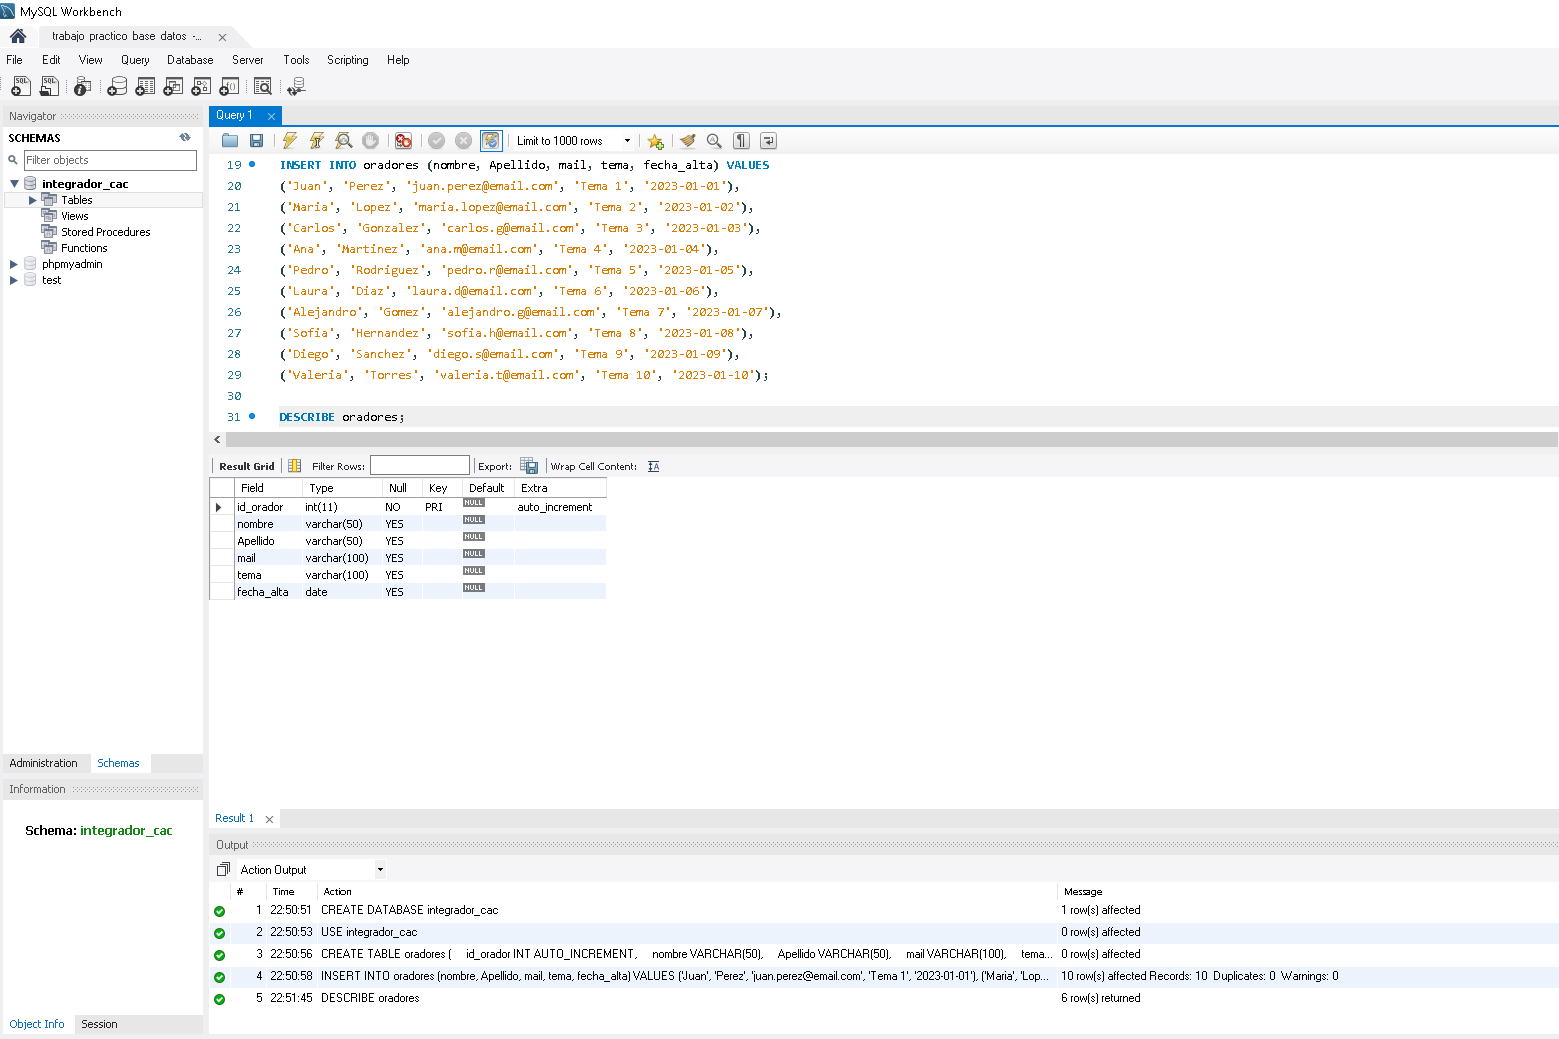 MySQL Workbench
trabajo practico base datos -...
File Edit View Query Database Server Tools Scripting Help
Navigator
SCHEMAS
Filter objects
integrador_cac
Tables
Views
Stored Procedures
Functions
phpmyadmin
test
Administration Schemas
Information
Schema: integrador_cac
Object Info Session
Query 1
Limit to 1000 rows
19 INSERT INTO oradores (nombre, Apellido, mail, tema, fecha_alta) VALUES
20 ('Juan', 'Perez', 'juan.perez@email.com', 'Tema 1', '2023-01-01'),
21 ('Maria', 'Lopez', 'maria.lopez@email.com', 'Tema 2', '2023-01-02'),
22 ('Carlos', 'Gonzalez', 'carlos.g@email.com', 'Tema 3', '2023-01-03'),
23 ('Ana', 'Martinez', 'ana.m@email.com', 'Tema 4', '2023-01-04'),
24 ('Pedro', 'Rodriguez', 'pedro.r@email.com', 'Tema 5', '2023-01-05'),
25 ('Laura', 'Diaz', 'laura.d@email.com', 'Tema 6', '2023-01-06'),
26 ('Alejandro', 'Gomez', 'alejandro.g@email.com', 'Tema 7', '2023-01-07'),
27 ('Sofia', 'Hernandez', 'sofia.h@email.com', 'Tema 8', '2023-01-08'),
28 ('Diego', 'Sanchez', 'diego.s@email.com', 'Tema 9', '2023-01-09'),
29 ('Valeria', 'Torres', 'valeria.t@email.com', 'Tema 10', '2023-01-10');
30
31 DESCRIBE oradores;
Result Grid Filter Rows: Export: Wrap Cell Content:
Field Type Null Key Default Extra
id_orador int(11) NO PRI NULL auto_increment
nombre varchar(50) YES NULL
Apellido varchar(50) YES NULL
mail varchar(100) YES NULL
tema varchar(100) YES NULL
fecha_alta date YES NULL
Result 1
Output
Action Output
# Time Action Message
1 22:50:51 CREATE DATABASE integrador_cac 1 row(s) affected
2 22:50:53 USE integrador_cac 0 row(s) affected
3 22:50:56 CREATE TABLE oradores ( id_orador INT AUTO_INCREMENT, nombre VARCHAR(50), Apellido VARCHAR(50), mail VARCHAR(100), tema... 0 row(s) affected
4 22:50:58 INSERT INTO oradores (nombre, Apellido, mail, tema, fecha_alta) VALUES ('Juan', 'Perez', 'juan.perez@email.com', 'Tema 1', '2023-01-01'), ('Maria', 'Lop... 10 row(s) affected Records: 10 Duplicates: 0 Warnings: 0
5 22:51:45 DESCRIBE oradores 6 row(s) returned